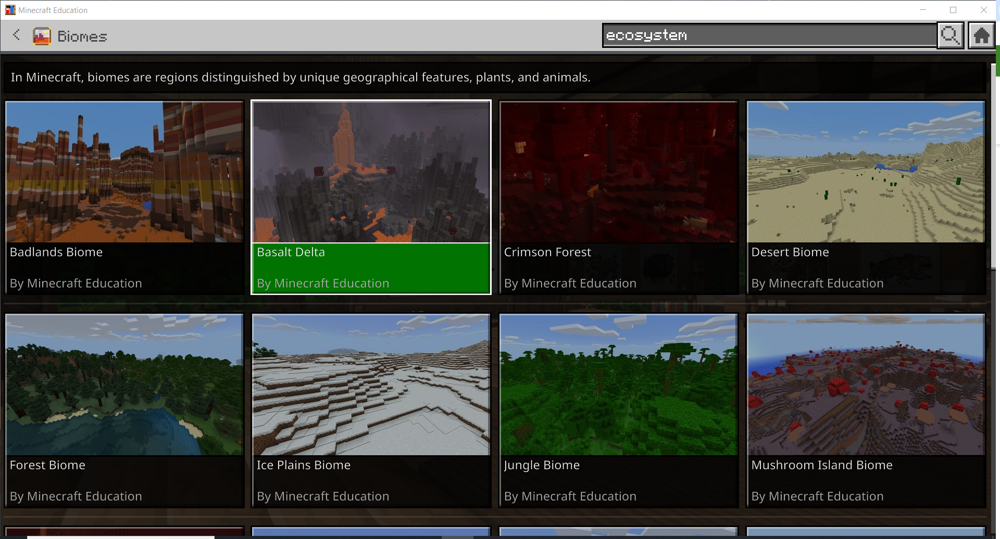 Minecraft Education
Biomes
ecosystem
In Minecraft, biomes are regions distinguished by unique geographical features, plants, and animals.
Badlands Biome
By Minecraft Education
Basalt Delta
By Minecraft Education
Crimson Forest
By Minecraft Education
Desert Biome
By Minecraft Education
Forest Biome
By Minecraft Education
Ice Plains Biome
By Minecraft Education
Jungle Biome
By Minecraft Education
Mushroom Island Biome
By Minecraft Education